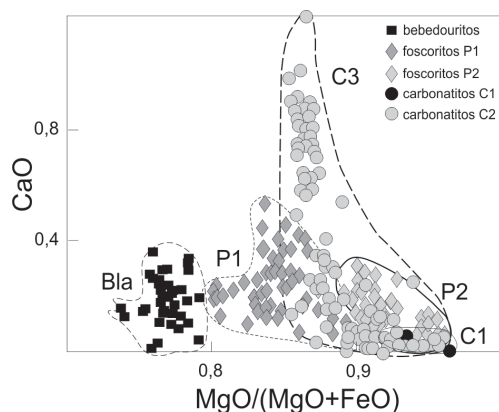 bebedouritos
foscoritos P1
foscoritos P2
carbonatitos C1
carbonatitos C2
C3
0,8
CaO
0,4
P1
Bla
P2
C1
0,8
0,9
MgO/(MgO+FeO)